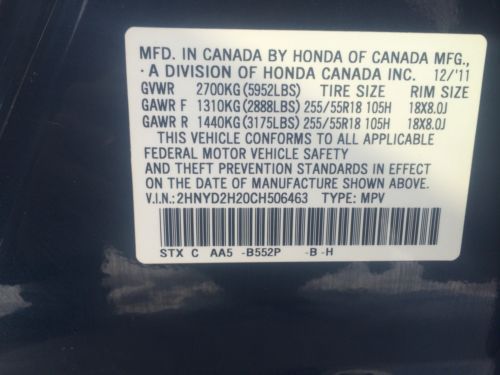 MFD. IN CANADA BY HONDA OF CANADA MFG.,
A DIVISION OF HONDA CANADA INC. 12/'11
GVWR 2700KG (5952LBS) TIRE SIZE RIM SIZE
GAWR F 1310KG (2888LBS) 255/55R18 105H 18X8.0J
GAWR R 1440KG (3175LBS) 255/55R18 105H 18X8.0J
THIS VEHICLE CONFORMS TO ALL APPLICABLE
FEDERAL MOTOR VEHICLE SAFETY
AND THEFT PREVENTION STANDARDS IN EFFECT
ON THE DATE OF MANUFACTURE SHOWN ABOVE.
V.I.N.: 2HNYD2H20CH506463 TYPE: MPV
STX C AA5 -B552P -B -H